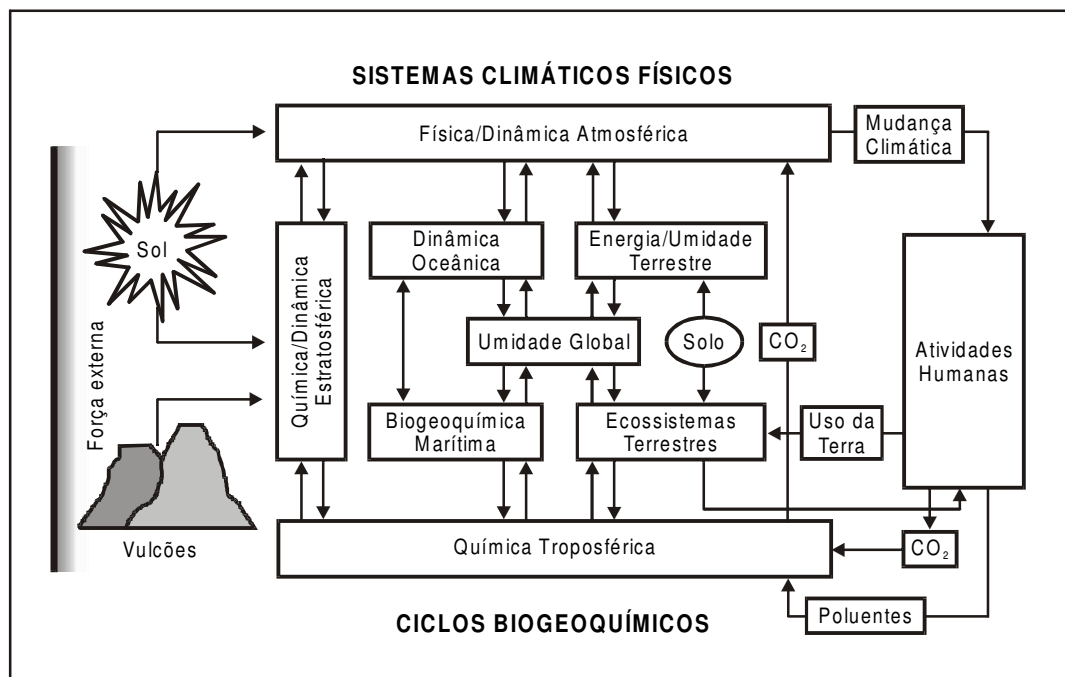 SISTEMAS CLIMÁTICOS FÍSICOS
Física/Dinâmica Atmosférica
Mudança
Climática
Sol
Força externa
Vulcões
Química/Dinâmica
Estratosférica
Dinâmica
Oceânica
Energia/Umidade
Terrestre
Umidade Global
Solo
CO₂
Atividades
Humanas
Biogeoquímica
Marítima
Ecossistemas
Terrestres
Uso da
Terra
Química Troposférica
CO₂
Poluentes
CICLOS BIOGEOQUÍMICOS